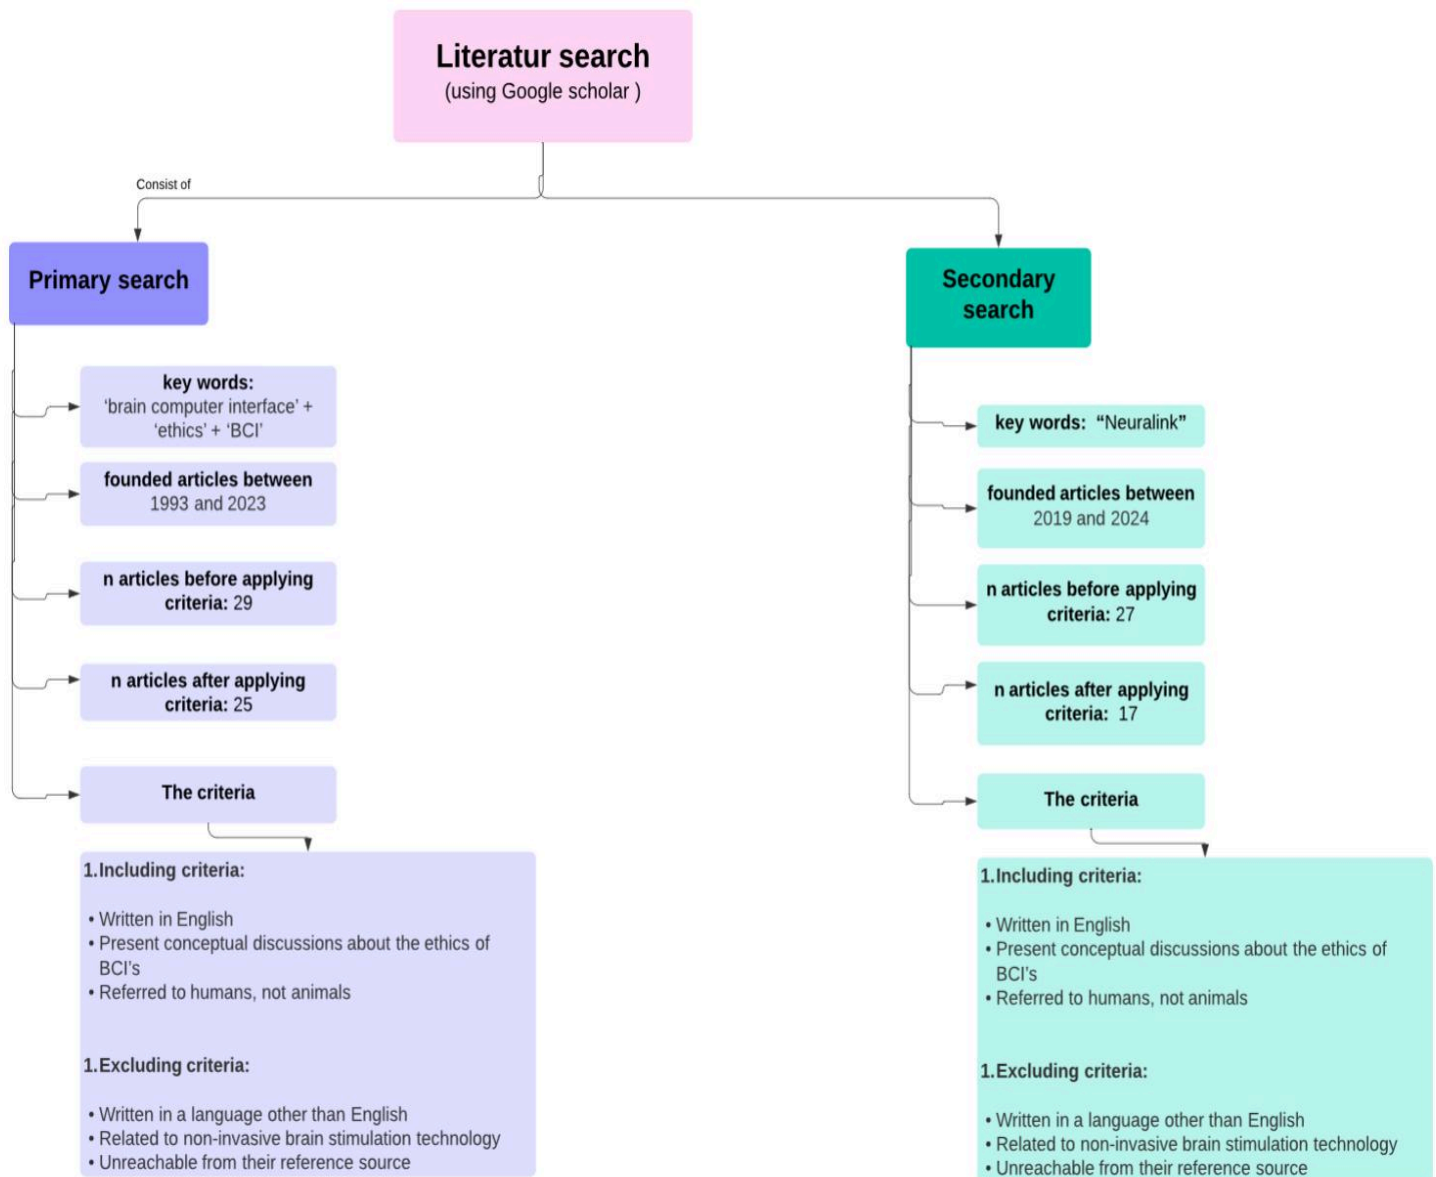 Literatur search
(using Google scholar )
Consist of
Primary search
key words:
‘brain computer interface’ +
‘ethics’ + ‘BCI’
founded articles between
1993 and 2023
n articles before applying
criteria: 29
n articles after applying
criteria: 25
The criteria
1.Including criteria:
• Written in English
• Present conceptual discussions about the ethics of
BCI’s
• Referred to humans, not animals
1.Excluding criteria:
• Written in a language other than English
• Related to non-invasive brain stimulation technology
• Unreachable from their reference source
Secondary
search
key words: “Neuralink”
founded articles between
2019 and 2024
n articles before applying
criteria: 27
n articles after applying
criteria: 17
The criteria
1.Including criteria:
• Written in English
• Present conceptual discussions about the ethics of
BCI’s
• Referred to humans, not animals
1.Excluding criteria:
• Written in a language other than English
• Related to non-invasive brain stimulation technology
• Unreachable from their reference source